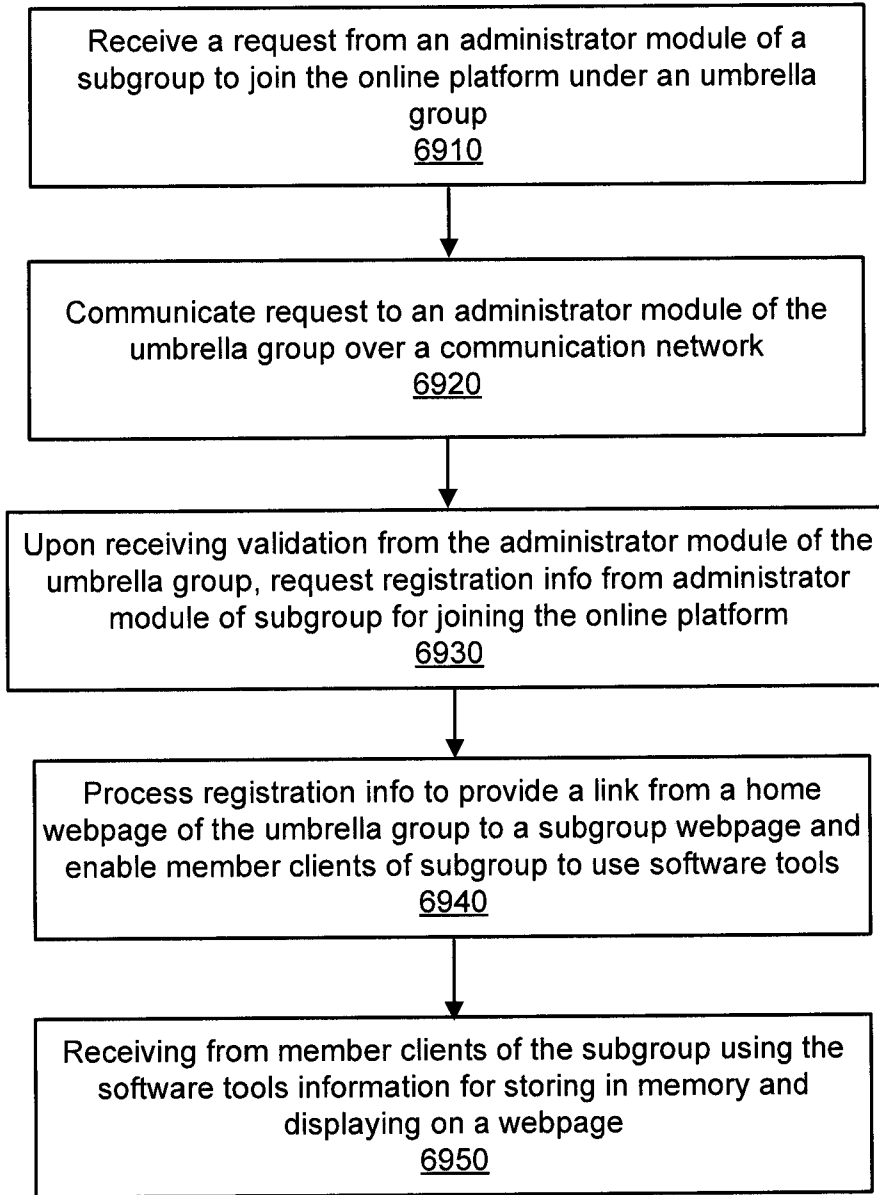 Receive a request from an administrator module of a
subgroup to join the online platform under an umbrella
group
6910
Communicate request to an administrator module of the
umbrella group over a communication network
6920
Upon receiving validation from the administrator module of the
umbrella group, request registration info from administrator
module of subgroup for joining the online platform
6930
Process registration info to provide a link from a home
webpage of the umbrella group to a subgroup webpage and
enable member clients of subgroup to use software tools
6940
Receiving from member clients of the subgroup using the
software tools information for storing in memory and
displaying on a webpage
6950